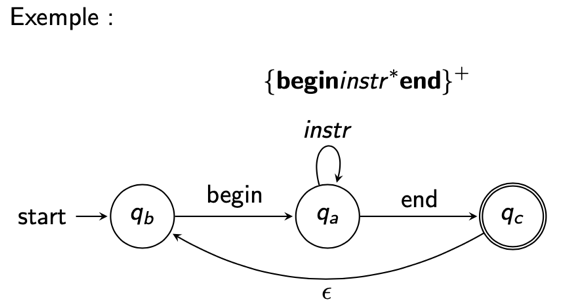 Exemple :
{begininstr*end}+
instr
start
begin
end
q_b
q_a
q_c
ϵ